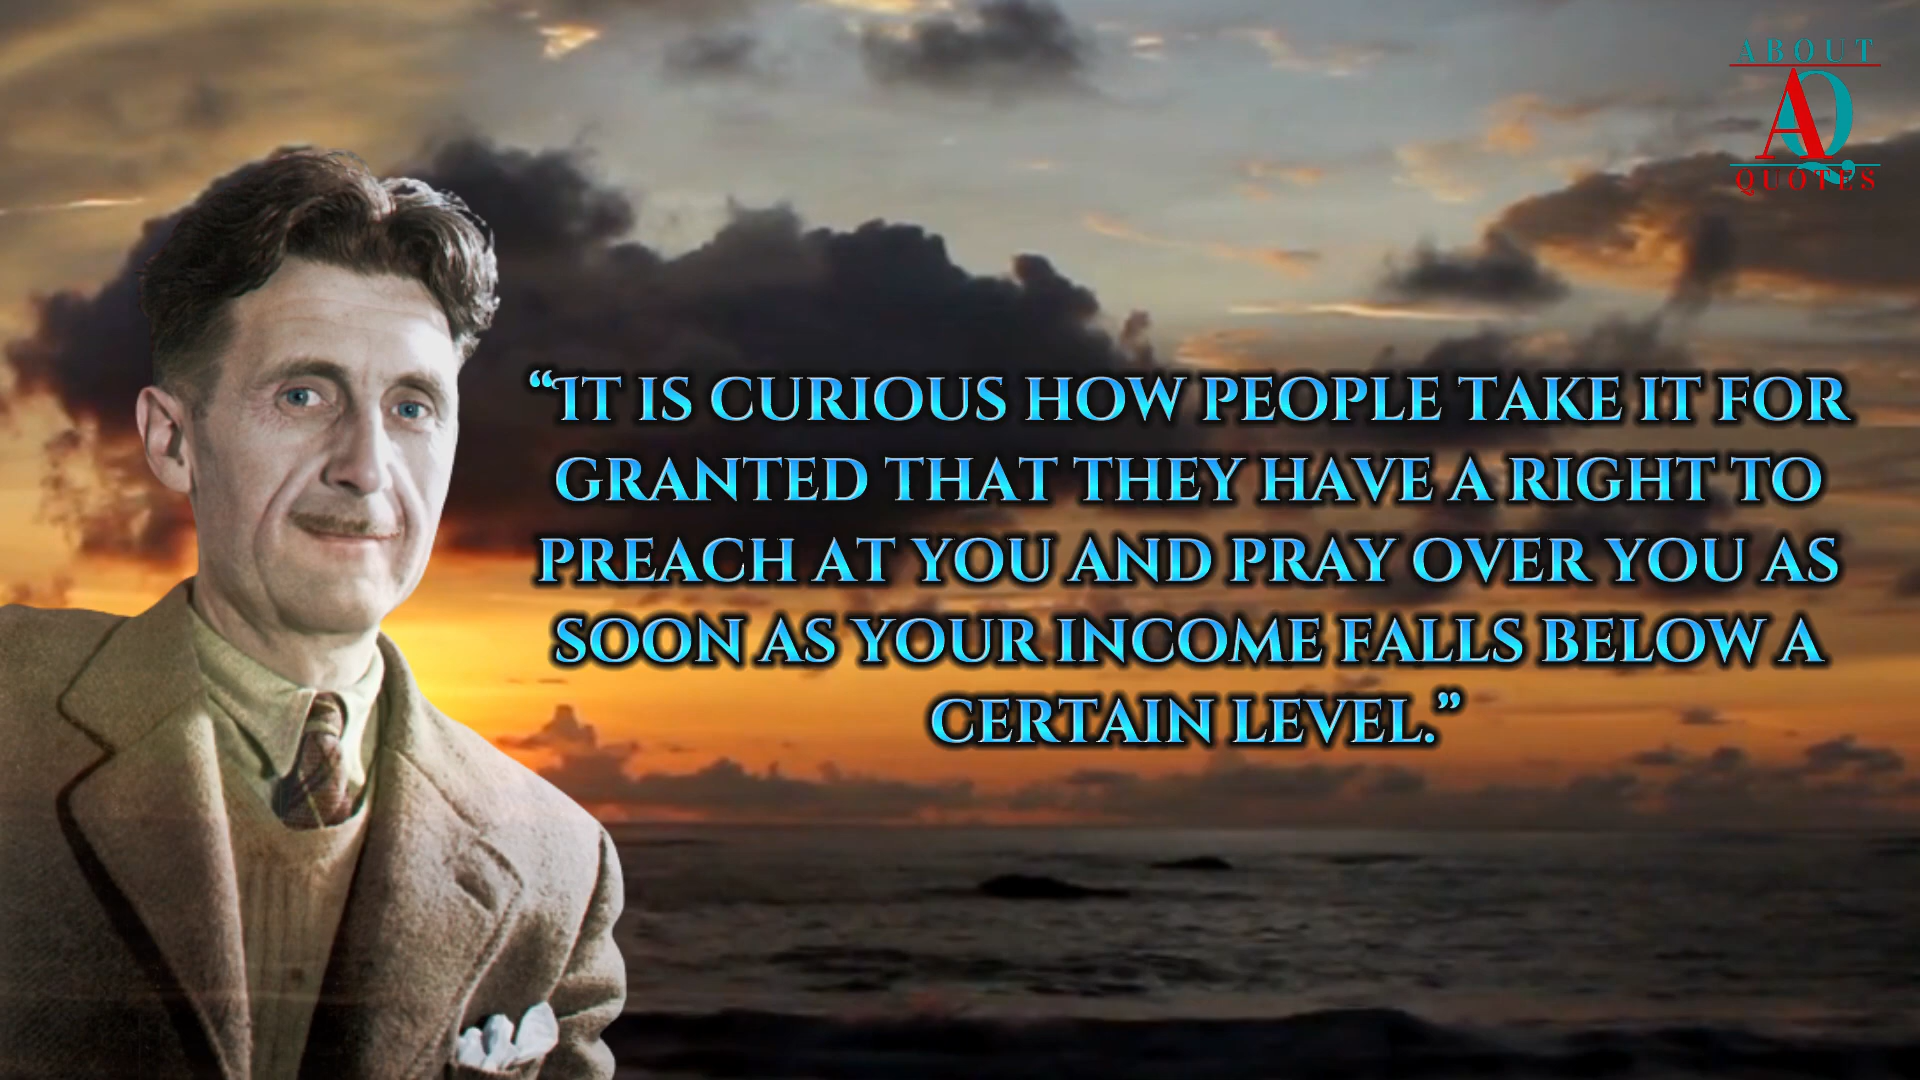 ABOUT
AQ
QUOTES
“IT IS CURIOUS HOW PEOPLE TAKE IT FOR
GRANTED THAT THEY HAVE A RIGHT TO
PREACH AT YOU AND PRAY OVER YOU AS
SOON AS YOUR INCOME FALLS BELOW A
CERTAIN LEVEL.”